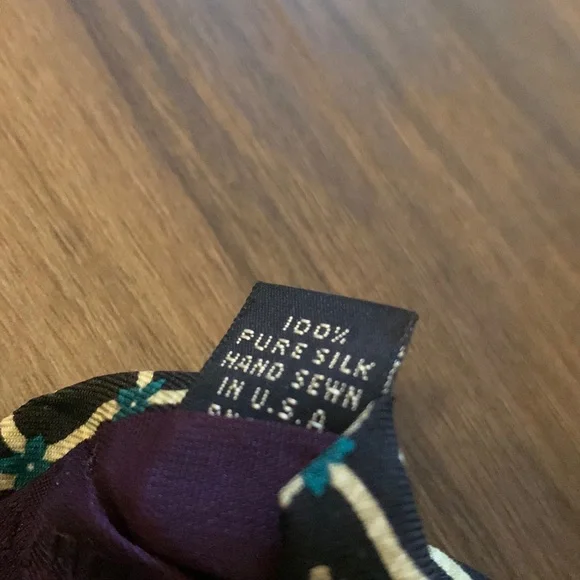 100%
PURE SILK
HAND SEWN
IN U.S.A